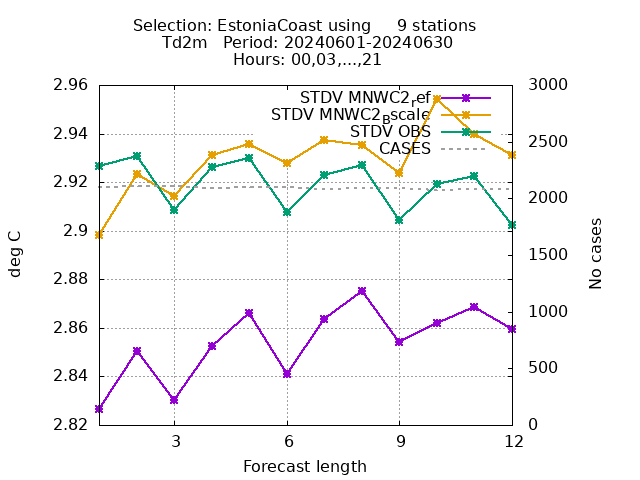 Selection: EstoniaCoast using     9 stations
Td2m   Period: 20240601-20240630
Hours: 00,03,...,21
STDV MNWC2_ref
STDV MNWC2_Bscale
STDV OBS
CASES
2.96
2.94
2.92
2.9
2.88
2.86
2.84
2.82
3000
2500
2000
1500
1000
500
0
deg C
No cases
3 6 9 12
Forecast length